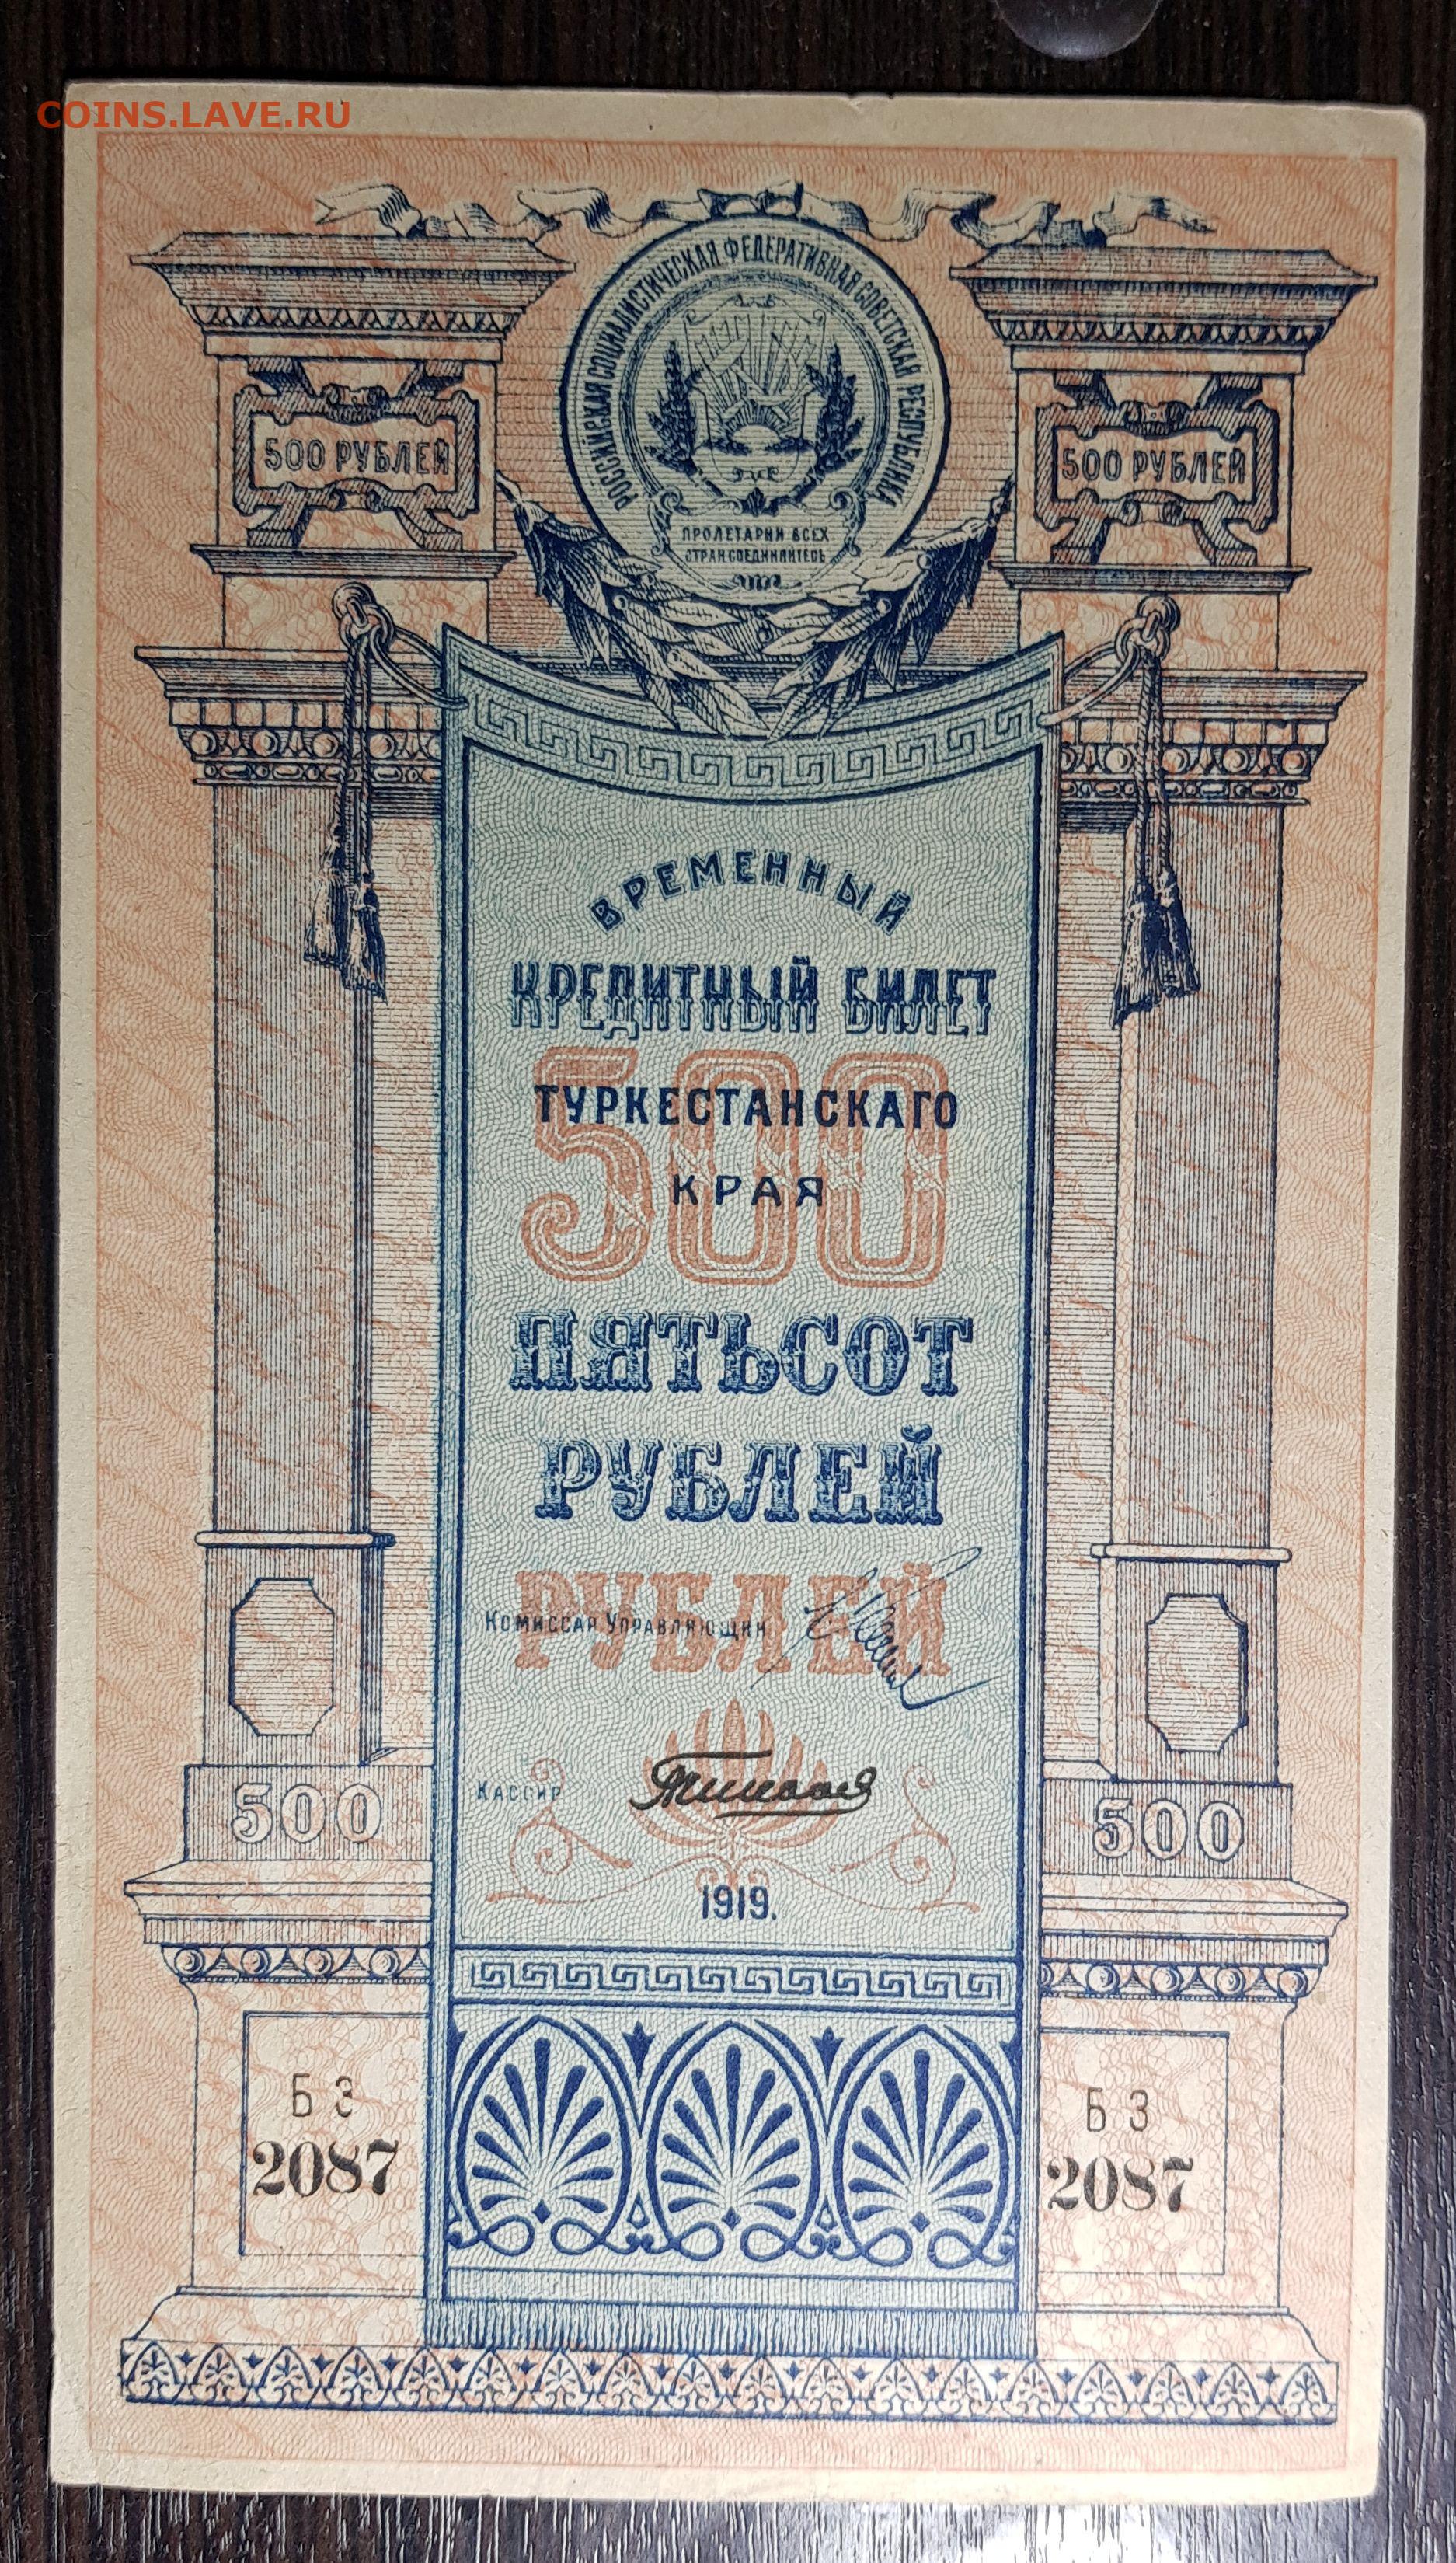 COINS.LAVE.RU
РОССИЙСКАЯ СОЦИАЛИСТИЧЕСКАЯ ФЕДЕРАТИВНАЯ СОВЕТСКАЯ РЕСПУБЛИКА
500 РУБЛЕЙ
500 РУБЛЕЙ
ПРОЛЕТАРИИ ВСЕХ
СТРАН СОЕДИНЯЙТЕСЬ
ВРЕМЕННЫЙ
КРЕДИТНЫЙ БИЛЕТ
500
ТУРКЕСТАНСКАГО
КРАЯ
ПЯТЬСОТ
РУБЛЕЙ
РУБЛЕЙ
КОМИССАР УПРАВЛЯЮЩИЙ
КАССИР
500
500
1919.
БЗ
2087
БЗ
2087